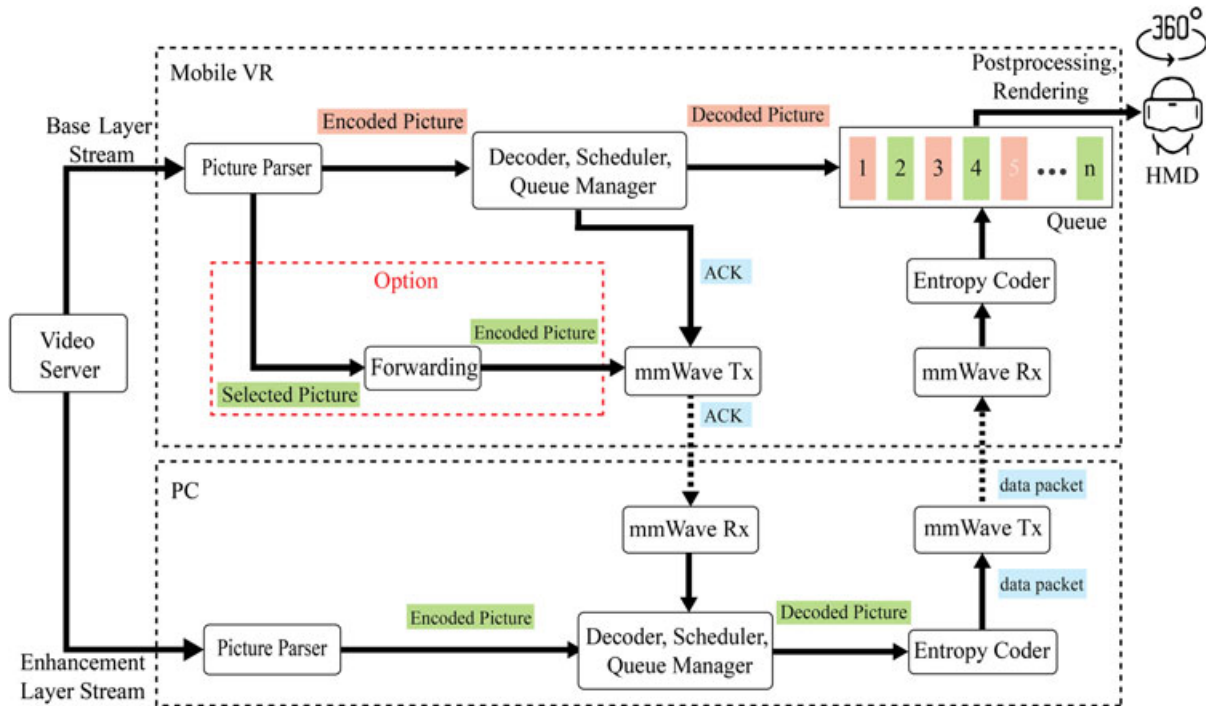 360°
Mobile VR
Postprocessing,
Rendering
Base Layer
Stream
Encoded Picture
Decoded Picture
Picture Parser
Decoder, Scheduler,
Queue Manager
1 2 3 4 5 ••• n
HMD
Queue
ACK
Option
Entropy Coder
Video
Server
Encoded Picture
Forwarding
mmWave Tx
mmWave Rx
Selected Picture
ACK
PC
data packet
mmWave Rx
mmWave Tx
data packet
Encoded Picture
Decoded Picture
Picture Parser
Decoder, Scheduler,
Queue Manager
Entropy Coder
Enhancement
Layer Stream